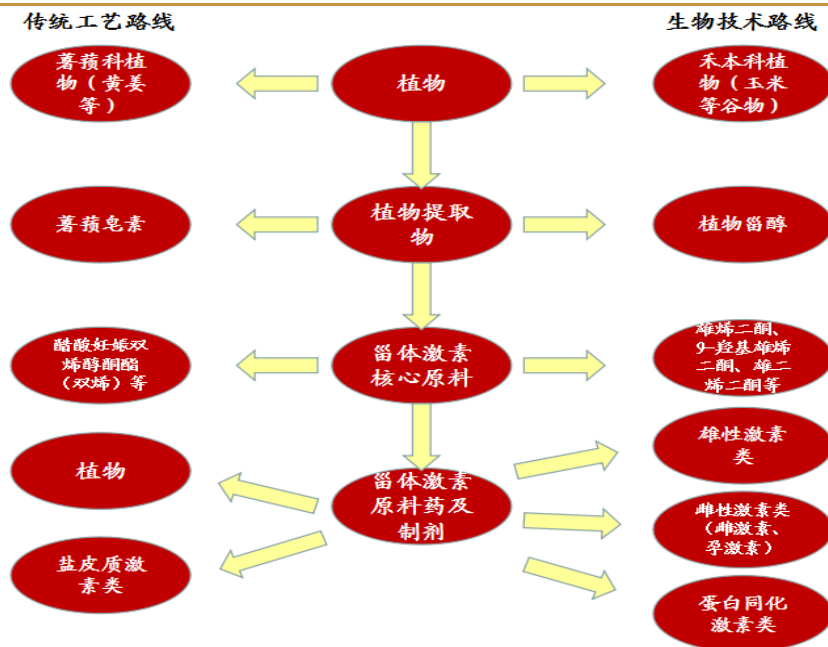 传统工艺路线
生物技术路线
薯蓣科植
物（黄姜
等）
植物
禾本科植
物（玉米
等谷物）
薯蓣皂素
植物提取
物
植物甾醇
醋酸妊娠双
烯醇酮酯
（双烯）等
甾体激素
核心原料
雄烯二酮、
9-羟基雄烯
二酮、雄二
烯二酮等
植物
甾体激素
原料药及
制剂
雄性激素
类
雌性激素类
（雌激素、
孕激素）
盐皮质激
素类
蛋白同化
激素类